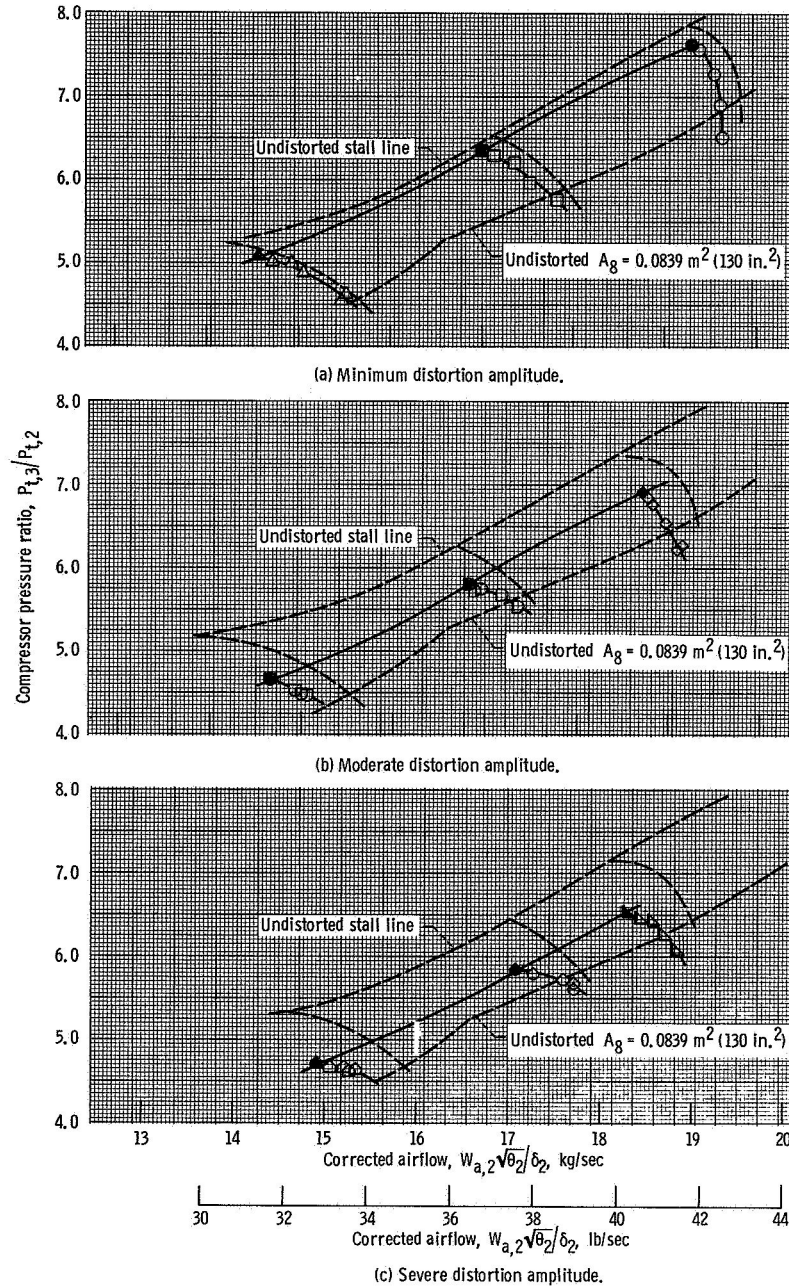 8.0
7.0
6.0
5.0
4.0
Undistorted stall line
Undistorted A8 = 0.0839 m² (130 in.²)
(a) Minimum distortion amplitude.
Compressor pressure ratio, Pt,3/Pt,2
8.0
7.0
6.0
5.0
4.0
Undistorted stall line
Undistorted A8 = 0.0839 m² (130 in.²)
(b) Moderate distortion amplitude.
8.0
7.0
6.0
5.0
4.0
Undistorted stall line
Undistorted A8 = 0.0839 m² (130 in.²)
13 14 15 16 17 18 19 20
Corrected airflow, Wa,2√θ2/δ2, kg/sec
30 32 34 36 38 40 42 44
Corrected airflow, Wa,2√θ2/δ2, lb/sec
(c) Severe distortion amplitude.